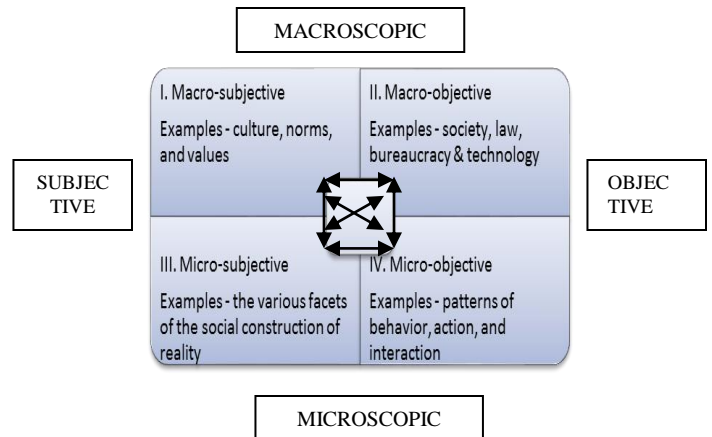 MACROSCOPIC
I. Macro-subjective
Examples - culture, norms,
and values
II. Macro-objective
Examples - society, law,
bureaucracy & technology
SUBJEC
TIVE
OBJEC
TIVE
III. Micro-subjective
Examples - the various facets
of the social construction of
reality
IV. Micro-objective
Examples - patterns of
behavior, action, and
interaction
MICROSCOPIC